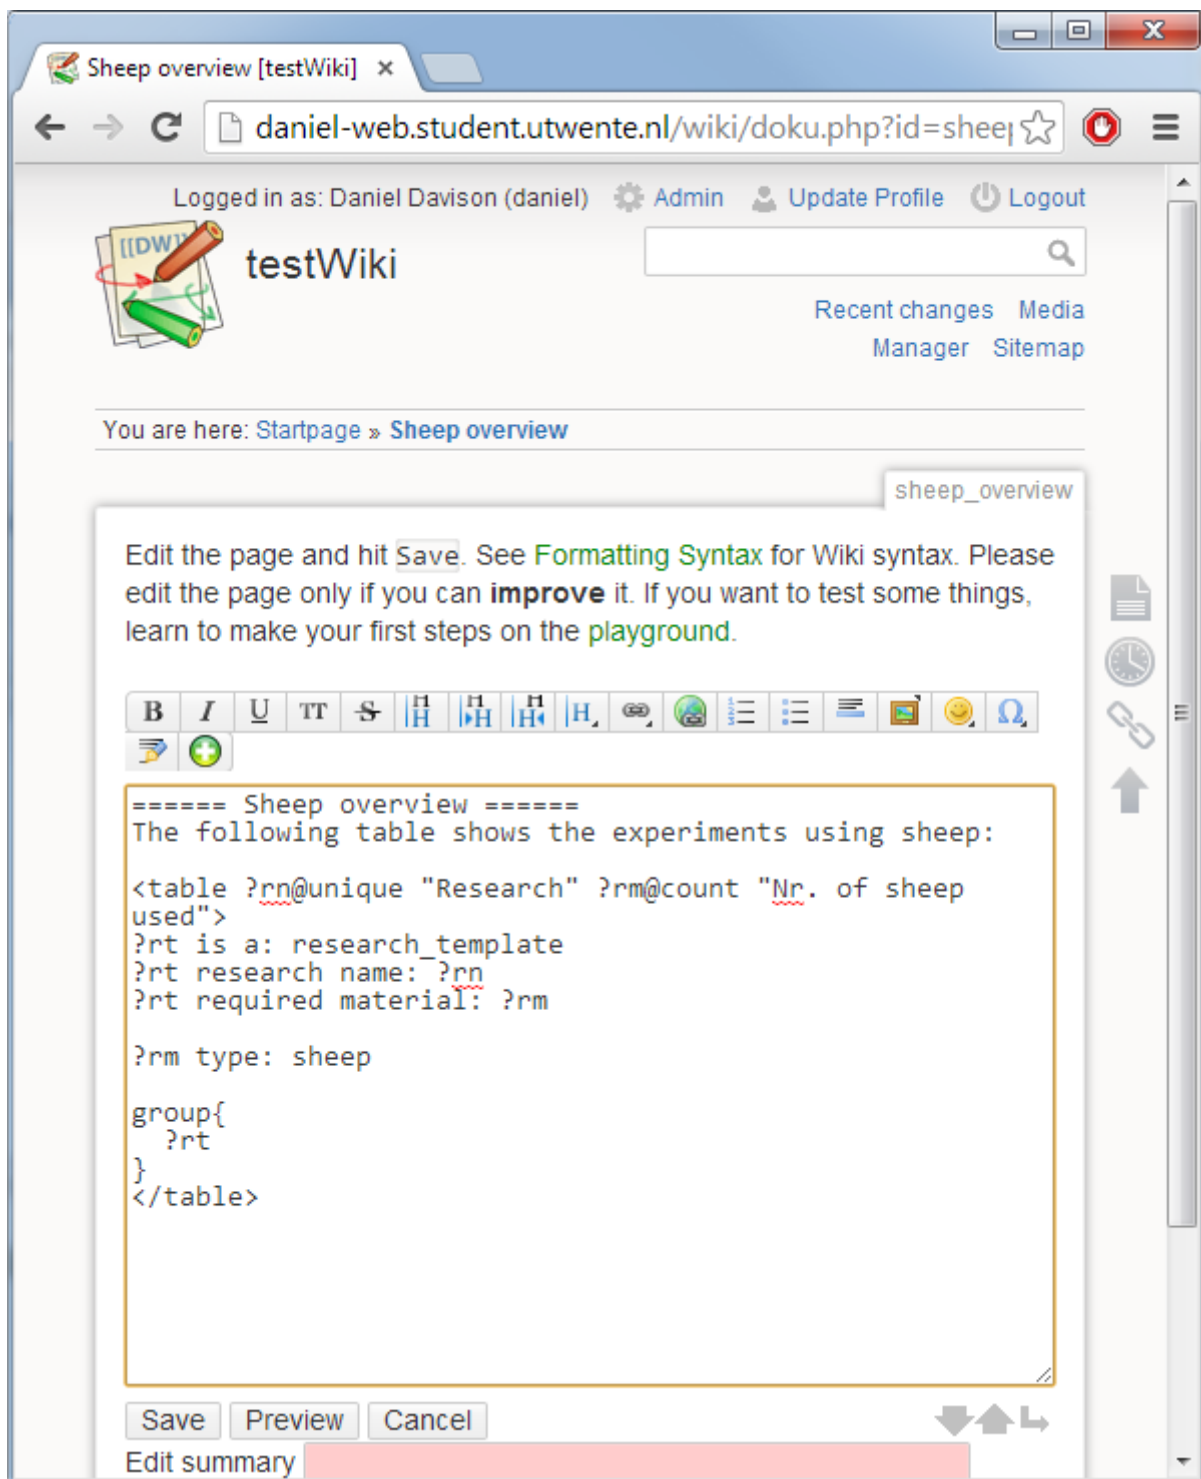 Sheep overview [testWiki]
daniel-web.student.utwente.nl/wiki/doku.php?id=sheep
Logged in as: Daniel Davison (daniel) Admin Update Profile Logout
[[DW]]
testWiki
Recent changes Media
Manager Sitemap
You are here: Startpage » Sheep overview
sheep_overview
Edit the page and hit Save. See Formatting Syntax for Wiki syntax. Please
edit the page only if you can improve it. If you want to test some things,
learn to make your first steps on the playground.
B I U TT S H H H H Ω
====== Sheep overview ======
The following table shows the experiments using sheep:
<table ?rn@unique "Research" ?rm@count "Nr. of sheep
used">
?rt is a: research_template
?rt research name: ?rn
?rt required material: ?rm
?rm type: sheep
group{
?rt
}
</table>
Save Preview Cancel
Edit summary